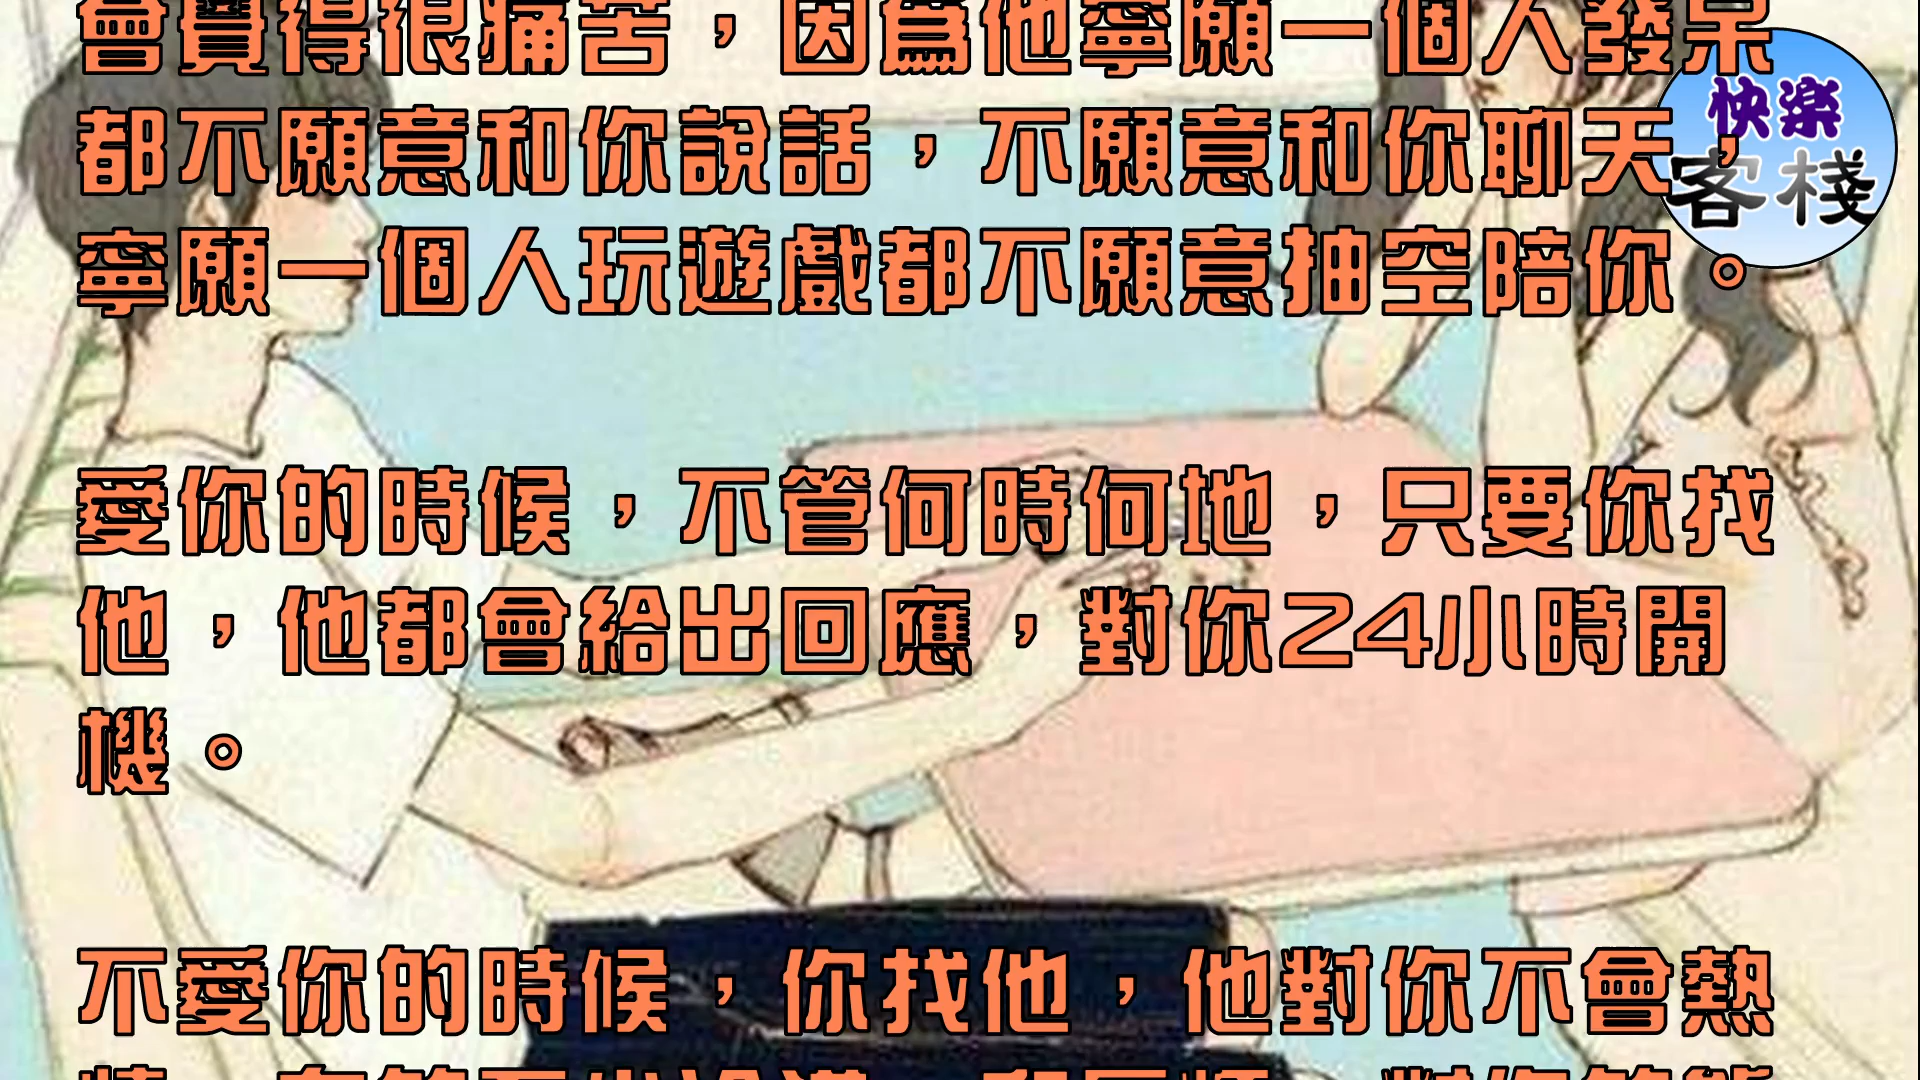 會覺得很痛苦，因為他寧願一個人發呆
都不願意和你說話，不願意和你聊天，
寧願一個人玩遊戲都不願意抽空陪你。
快樂
客棧
愛你的時候，不管何時何地，只要你找
他，他都會給出回應，對你24小時開
機。
不愛你的時候，你找他，他對你不會熱